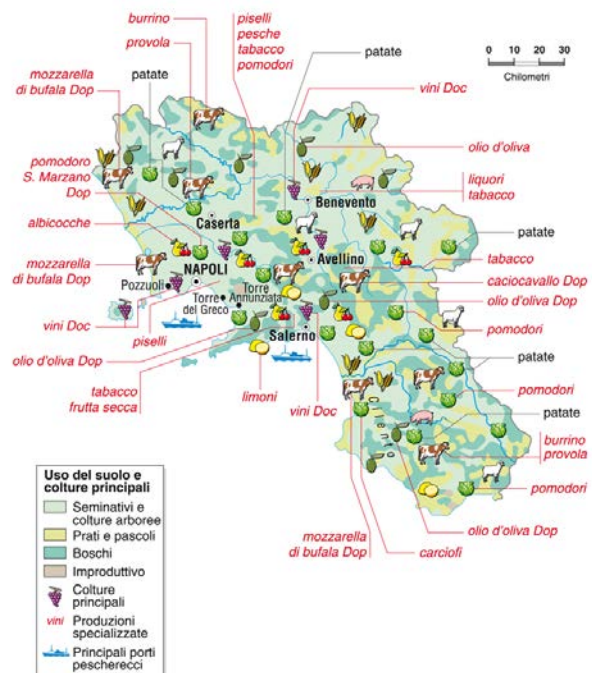 burrino
provola
piselli
pesche
tabacco
pomodori
patate
0 10 20 30
Chilometri
mozzarella
di bufala Dop
patate
vini Doc
olio d'oliva
pomodoro
S. Marzano
Dop
liquori
tabacco
Benevento
albicocche
Caserta
patate
Avellino
tabacco
mozzarella
di bufala Dop
NAPOLI
caciocavallo Dop
Pozzuoli
Torre
Annunziata
olio d'oliva Dop
Torre
del Greco
vini Doc
pomodori
piselli
Salerno
olio d'oliva Dop
patate
limoni
tabacco
frutta secca
vini Doc
pomodori
patate
burrino
provola
pomodori
olio d'oliva Dop
mozzarella
di bufala Dop
carciofi
Uso del suolo e
colture principali
Seminativi e
colture arboree
Prati e pascoli
Boschi
Improduttivo
Colture
principali
vini
Produzioni
specializzate
Principali porti
pescherecci